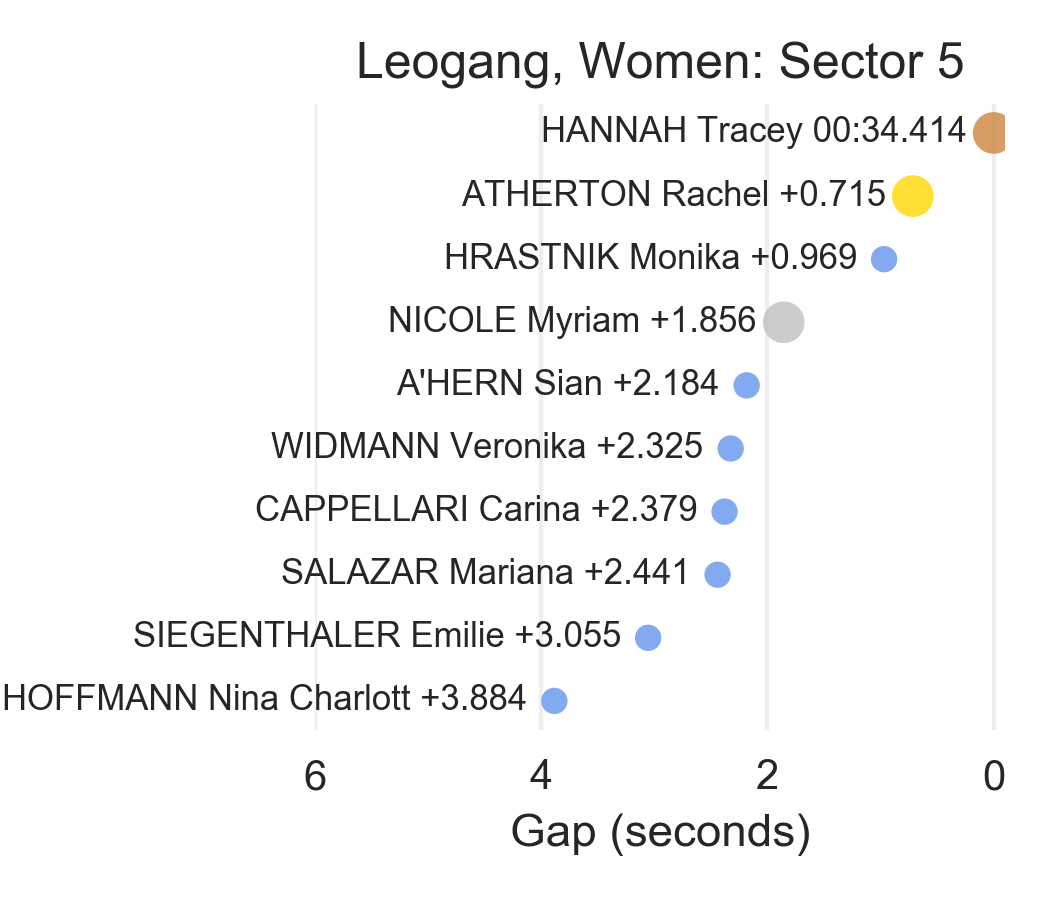 Leogang, Women: Sector 5
HANNAH Tracey 00:34.414
ATHERTON Rachel +0.715
HRASTNIK Monika +0.969
NICOLE Myriam +1.856
A'HERN Sian +2.184
WIDMANN Veronika +2.325
CAPPELLARI Carina +2.379
SALAZAR Mariana +2.441
SIEGENTHALER Emilie +3.055
HOFFMANN Nina Charlott +3.884
6 4 2 0
Gap (seconds)